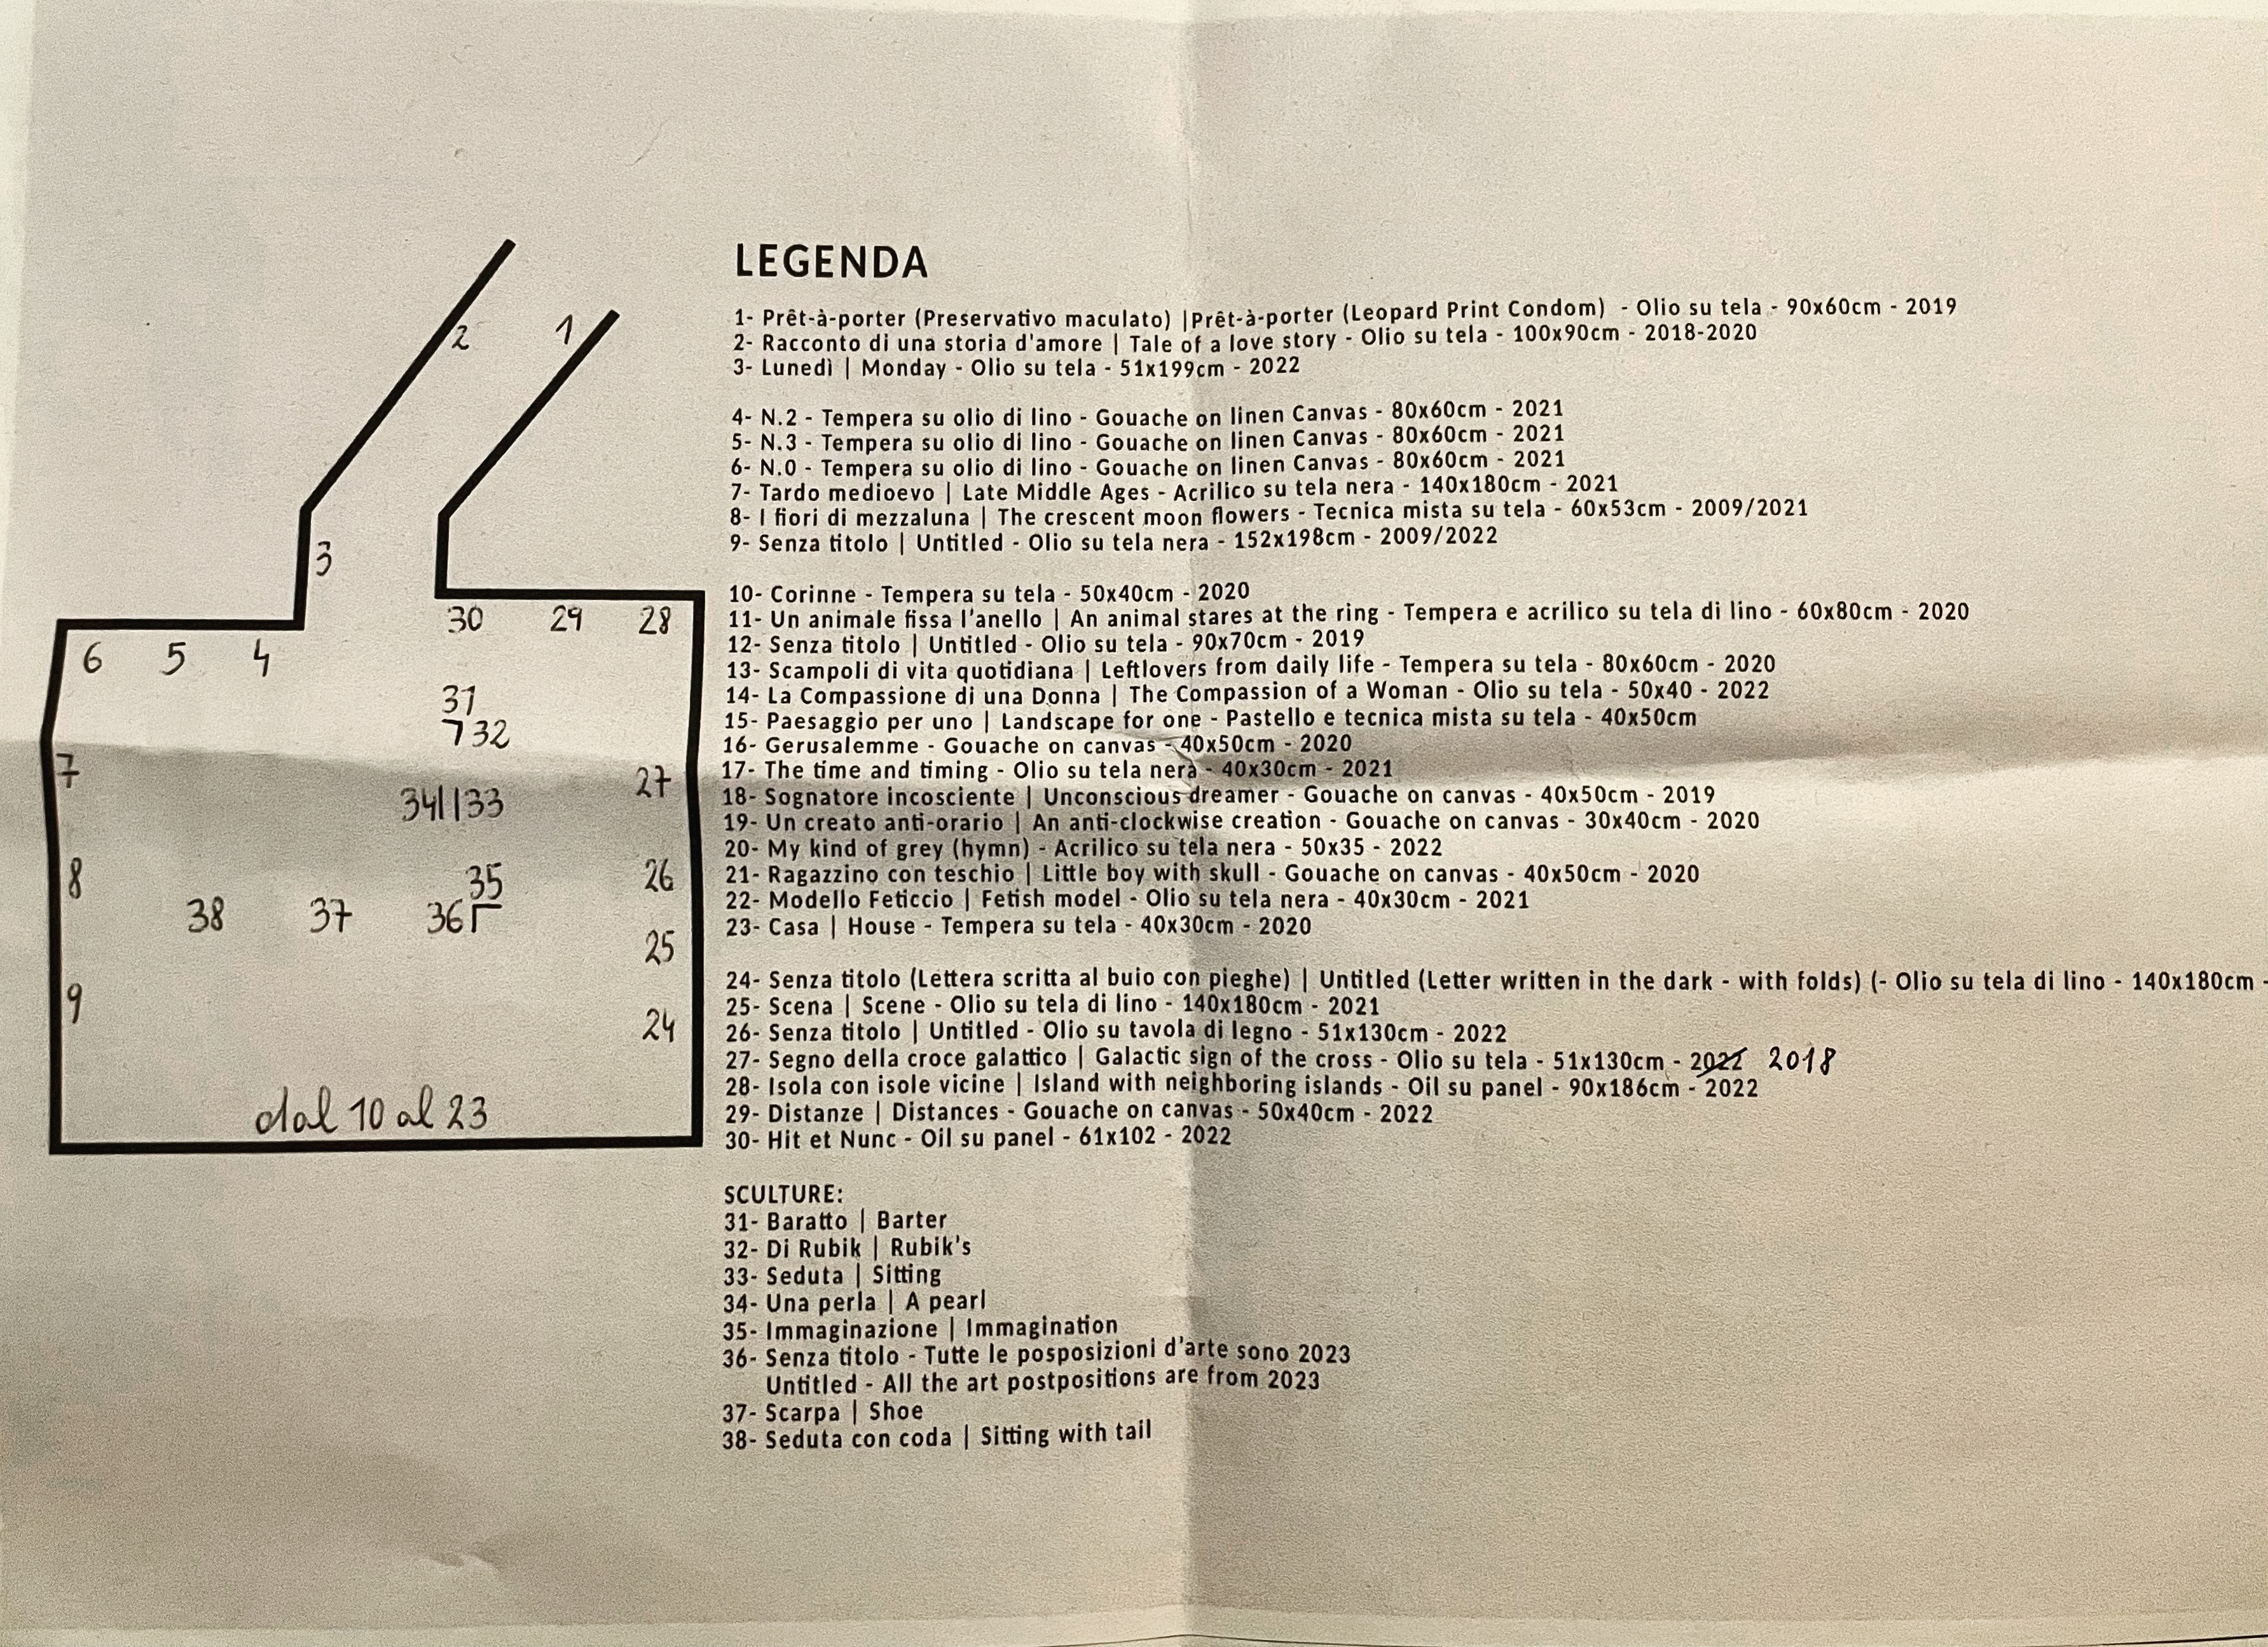 2
1
3
30 29 28
6 5 4
31
32
7
27
34||33
8
35
26
38 37 36
25
9
24
dal 10 al 23
LEGENDA
1- Prêt-à-porter (Preservativo maculato) |Prêt-à-porter (Leopard Print Condom) - Olio su tela - 90x60cm - 2019
2- Racconto di una storia d'amore | Tale of a love story - Olio su tela - 100x90cm - 2018-2020
3- Lunedì | Monday - Olio su tela - 51x199cm - 2022
4- N.2 - Tempera su olio di lino - Gouache on linen Canvas - 80x60cm - 2021
5- N.3 - Tempera su olio di lino - Gouache on linen Canvas - 80x60cm - 2021
6- N.0 - Tempera su olio di lino - Gouache on linen Canvas - 80x60cm - 2021
7- Tardo medioevo | Late Middle Ages - Acrilico su tela nera - 140x180cm - 2021
8- I fiori di mezzaluna | The crescent moon flowers - Tecnica mista su tela - 60x53cm - 2009/2021
9- Senza titolo | Untitled - Olio su tela nera - 152x198cm - 2009/2022
10- Corinne - Tempera su tela - 50x40cm - 2020
11- Un animale fissa l'anello | An animal stares at the ring - Tempera e acrilico su tela di lino - 60x80cm - 2020
12- Senza titolo | Untitled - Olio su tela - 90x70cm - 2019
13- Scampoli di vita quotidiana | Leftlovers from daily life - Tempera su tela - 80x60cm - 2020
14- La Compassione di una Donna | The Compassion of a Woman - Olio su tela - 50x40 - 2022
15- Paesaggio per uno | Landscape for one - Pastello e tecnica mista su tela - 40x50cm
16- Gerusalemme - Gouache on canvas - 40x50cm - 2020
17- The time and timing - Olio su tela nera - 40x30cm - 2021
18- Sognatore incosciente | Unconscious dreamer - Gouache on canvas - 40x50cm - 2019
19- Un creato anti-orario | An anti-clockwise creation - Gouache on canvas - 30x40cm - 2020
20- My kind of grey (hymn) - Acrilico su tela nera - 50x35 - 2022
21- Ragazzino con teschio | Little boy with skull - Gouache on canvas - 40x50cm - 2020
22- Modello Feticcio | Fetish model - Olio su tela nera - 40x30cm - 2021
23- Casa | House - Tempera su tela - 40x30cm - 2020
24- Senza titolo (Lettera scritta al buio con pieghe) | Untitled (Letter written in the dark - with folds) (- Olio su tela di lino - 140x180cm -
25- Scena | Scene - Olio su tela di lino - 140x180cm - 2021
26- Senza titolo | Untitled - Olio su tavola di legno - 51x130cm - 2022
27- Segno della croce galattico | Galactic sign of the cross - Olio su tela - 51x130cm - 2022 2018
28- Isola con isole vicine | Island with neighboring islands - Oil su panel - 90x186cm - 2022
29- Distanze | Distances - Gouache on canvas - 50x40cm - 2022
30- Hit et Nunc - Oil su panel - 61x102 - 2022
SCULTURE:
31- Baratto | Barter
32- Di Rubik | Rubik's
33- Seduta | Sitting
34- Una perla | A pearl
35- Immaginazione | Immagination
36- Senza titolo - Tutte le posposizioni d'arte sono 2023
Untitled - All the art postpositions are from 2023
37- Scarpa | Shoe
38- Seduta con coda | Sitting with tail